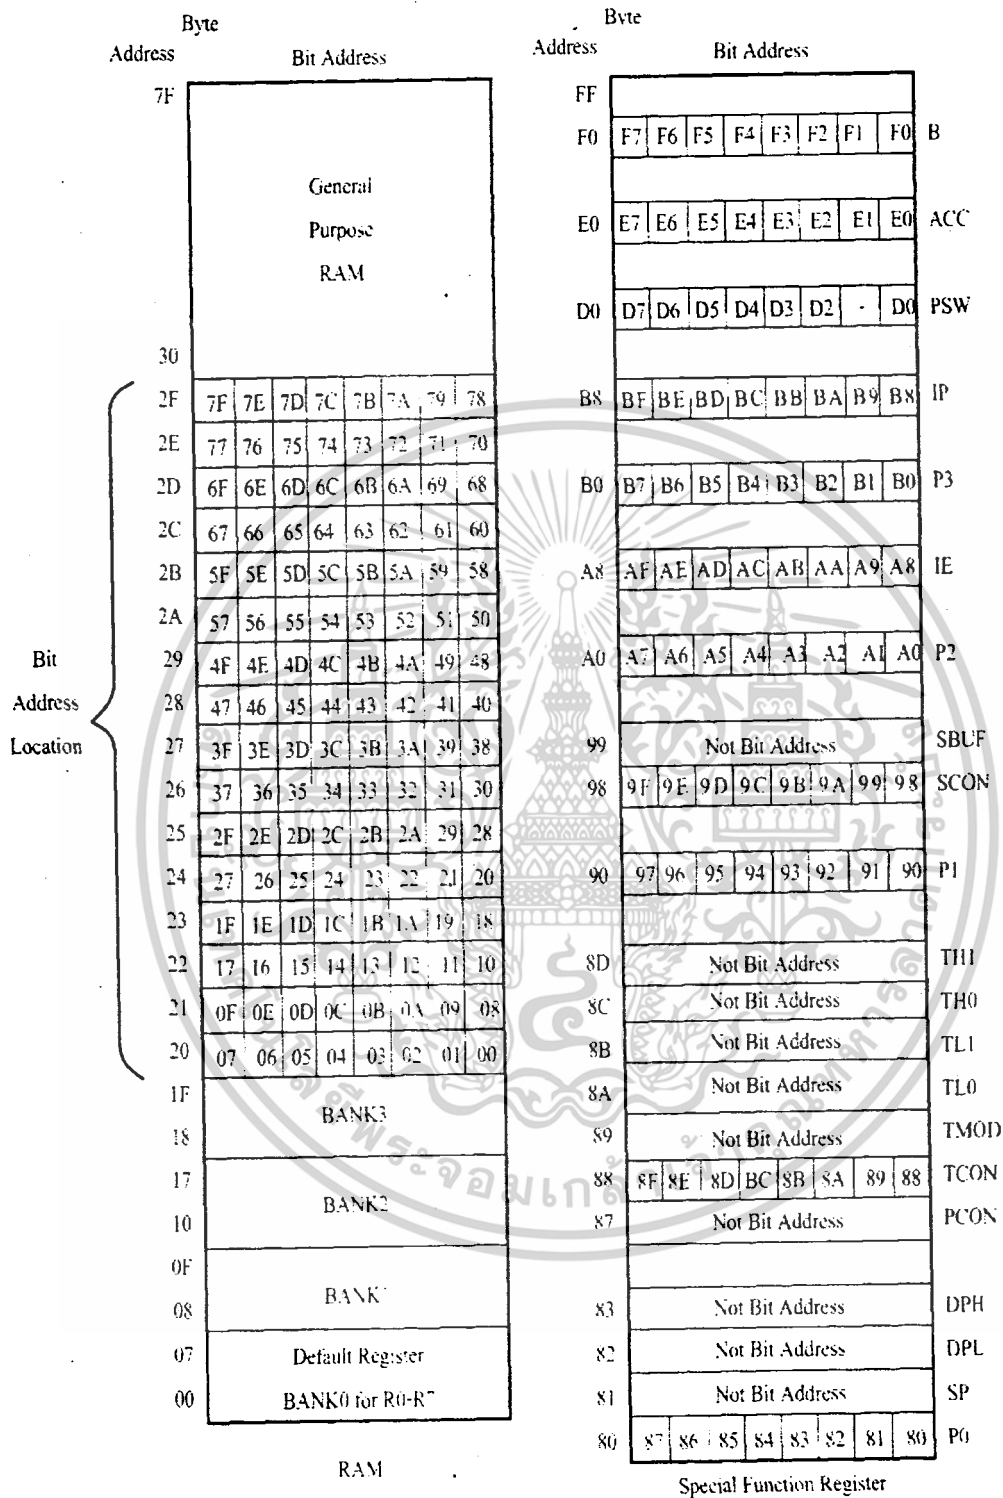 Byte
Address Bit Address
7F
General
Purpose
RAM
30
2F 7F 7E 7D 7C 7B 7A 79 78
2E 77 76 75 74 73 72 71 70
2D 6F 6E 6D 6C 6B 6A 69 68
2C 67 66 65 64 63 62 61 60
2B 5F 5E 5D 5C 5B 5A 59 58
2A 57 56 55 54 53 52 51 50
29 4F 4E 4D 4C 4B 4A 49 48
28 47 46 45 44 43 42 41 40
27 3F 3E 3D 3C 3B 3A 39 38
26 37 36 35 34 33 32 31 30
25 2F 2E 2D 2C 2B 2A 29 28
24 27 26 25 24 23 22 21 20
23 1F 1E 1D 1C 1B 1A 19 18
22 17 16 15 14 13 12 11 10
21 0F 0E 0D 0C 0B 0A 09 08
20 07 06 05 04 03 02 01 00
Bit
Address
Location
1F
BANK3
18
17
BANK2
10
0F
BANK
08
07 Default Register
00 BANK0 for R0-R7
RAM
Byte
Address Bit Address
FF
F0 F7 F6 F5 F4 F3 F2 F1 F0 B
E0 E7 E6 E5 E4 E3 E2 E1 E0 ACC
D0 D7 D6 D5 D4 D3 D2 - D0 PSW
B8 BF BE BD BC BB BA B9 B8 IP
B0 B7 B6 B5 B4 B3 B2 B1 B0 P3
A8 AF AE AD AC AB AA A9 A8 IE
A0 A7 A6 A5 A4 A3 A2 A1 A0 P2
99 Not Bit Address SBUF
98 9F 9E 9D 9C 9B 9A 99 98 SCON
90 97 96 95 94 93 92 91 90 P1
8D Not Bit Address TH1
8C Not Bit Address TH0
8B Not Bit Address TL1
8A Not Bit Address TL0
89 Not Bit Address TMOD
88 8F 8E 8D BC 8B 8A 89 88 TCON
87 Not Bit Address PCON
83 Not Bit Address DPH
82 Not Bit Address DPL
81 Not Bit Address SP
80 87 86 85 84 83 82 81 80 P0
Special Function Register